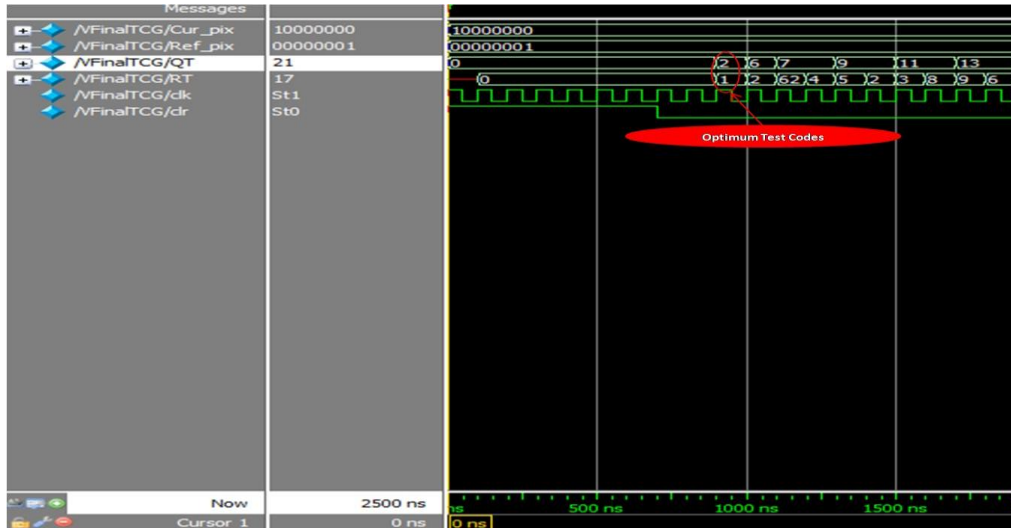 Messages
/VFinalTCG/Cur_pix 10000000 10000000
/VFinalTCG/Ref_pix 00000001 00000001
/VFinalTCG/QT 21 0 2 6 7 9 11 13
/VFinalTCG/RT 17 0 1 2 62 4 5 2 3 8 9 6
/VFinalTCG/clk St1
/VFinalTCG/clr St0
Optimum Test Codes
Now 2500 ns ns 500 ns 1000 ns 1500 ns
Cursor 1 0 ns 0 ns